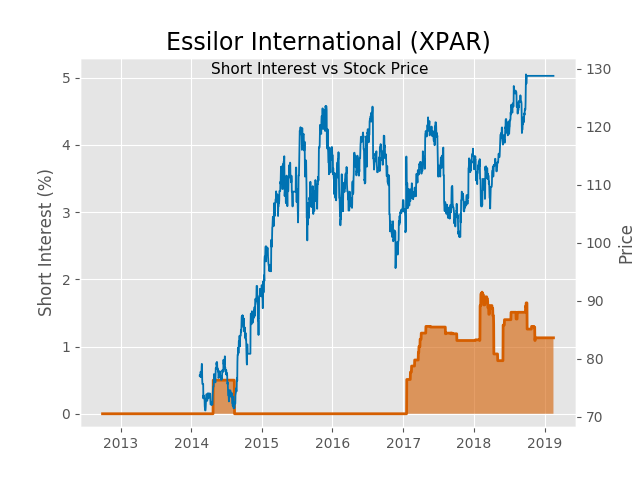 Essilor International (XPAR)
Short Interest vs Stock Price
Short Interest (%)
5
4
3
2
1
0
130
120
110
100
90
80
70
Price
2013 2014 2015 2016 2017 2018 2019